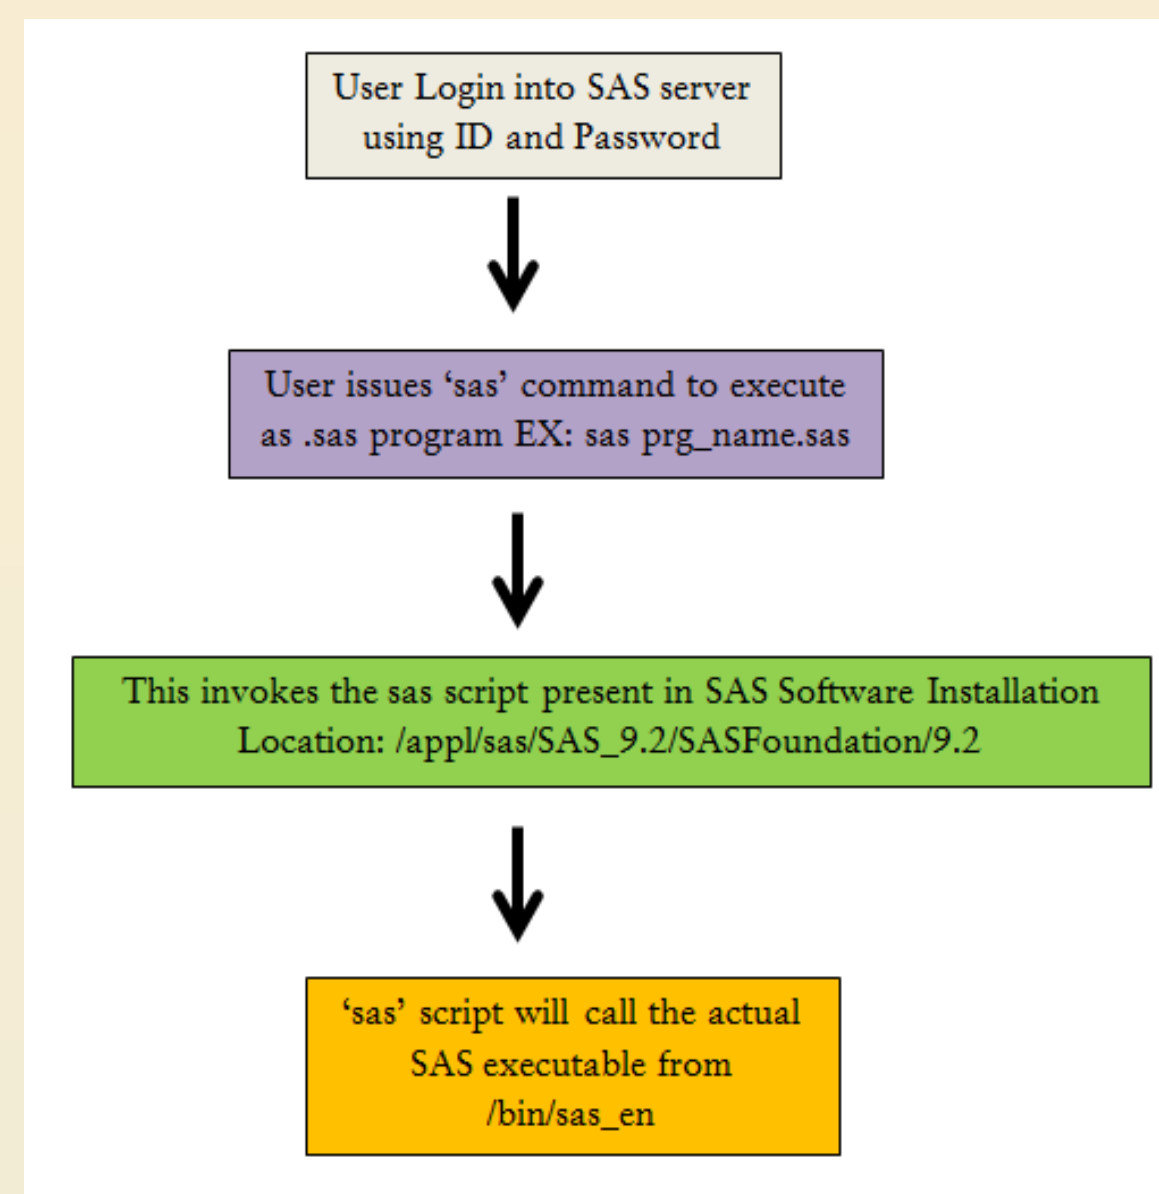 User Login into SAS server
using ID and Password
User issues ‘sas’ command to execute
as .sas program EX: sas prg_name.sas
This invokes the sas script present in SAS Software Installation
Location: /appl/sas/SAS_9.2/SASFoundation/9.2
‘sas’ script will call the actual
SAS executable from
/bin/sas_en